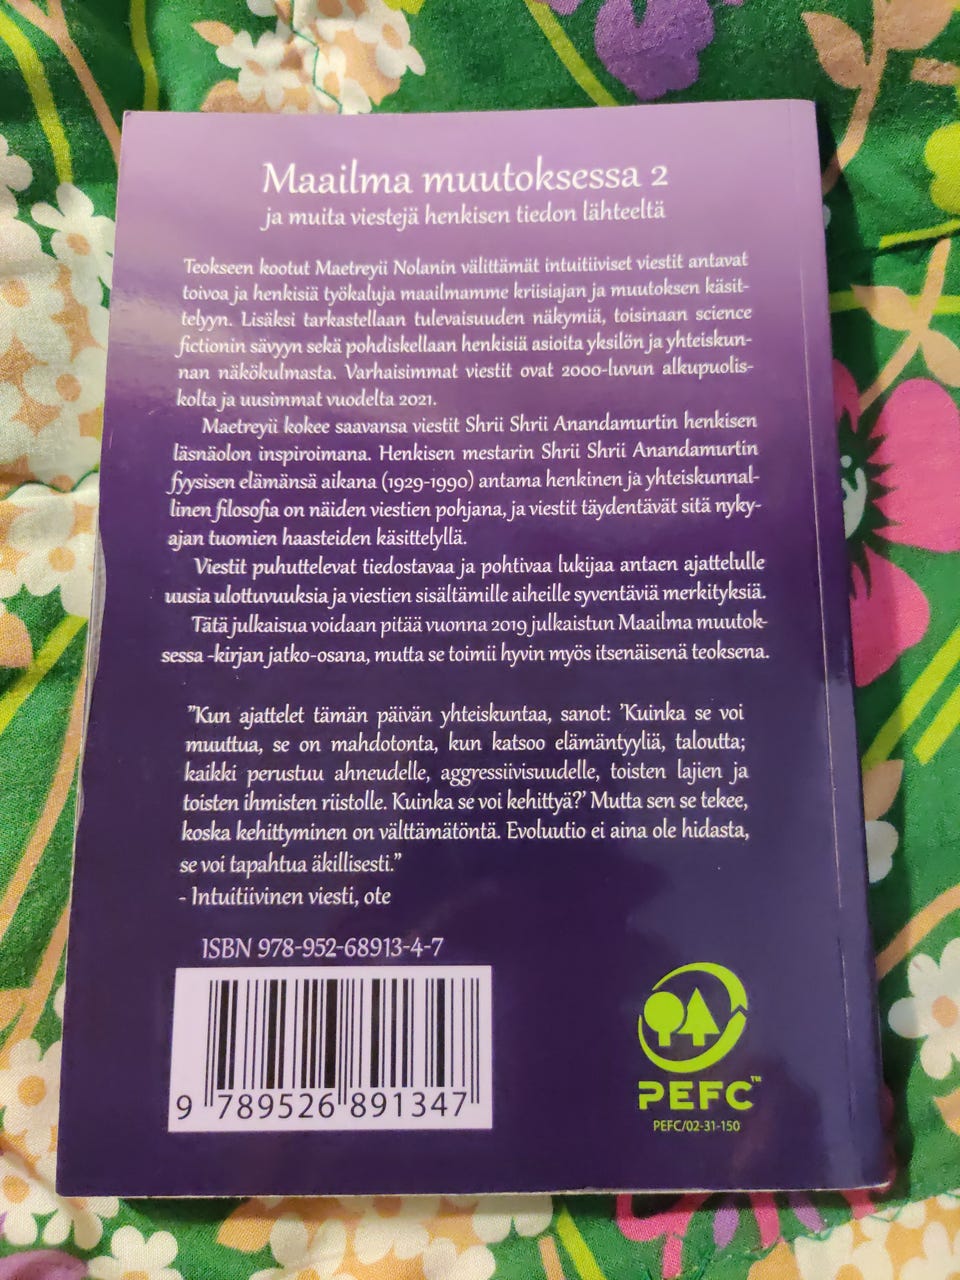 Maailma muutoksessa 2
ja muita viestejä henkisen tiedon lähteeltä
Teokseen kootut Maetreyii Nolanin välittämät intuitiiviset viestit antavat
toivoa ja henkisiä työkaluja maailmamme kriisiajan ja muutoksen käsit-
telyyn. Lisäksi tarkastellaan tulevaisuuden näkymiä, toisinaan science
fictionin sävyyn sekä pohdiskellaan henkisiä asioita yksilön ja yhteiskun-
nan näkökulmasta. Varhaisimmat viestit ovat 2000-luvun alkupuolis-
kolta ja uusimmat vuodelta 2021.
Maetreyii kokee saavansa viestit Shrii Shrii Anandamurtin henkisen
läsnäolon inspiroimana. Henkisen mestarin Shrii Shrii Anandamurtin
fyysisen elämänsä aikana (1929-1990) antama henkinen ja yhteiskunnal-
linen filosofia on näiden viestien pohjana, ja viestit täydentävät sitä nyky-
ajan tuomien haasteiden käsittelyllä.
Viestit puhuttelevat tiedostavaa ja pohtivaa lukijaa antaen ajattelulle
uusia ulottuvuuksia ja viestien sisältämille aiheille syventäviä merkityksiä.
Tätä julkaisua voidaan pitää vuonna 2019 julkaistun Maailma muutok-
sessa -kirjan jatko-osana, mutta se toimii hyvin myös itsenäisenä teoksena.
”Kun ajattelet tämän päivän yhteiskuntaa, sanot: ’Kuinka se voi
muuttua, se on mahdotonta, kun katsoo elämäntyyliä, taloutta;
kaikki perustuu ahneudelle, aggressiivisuudelle, toisten lajien ja
toisten ihmisten riistolle. Kuinka se voi kehittyä?’ Mutta sen se tekee,
koska kehittyminen on välttämätöntä. Evoluutio ei aina ole hidasta,
se voi tapahtua äkillisesti.”
- Intuitiivinen viesti, ote
ISBN 978-952-68913-4-7
9 789526 891347
PEFC™
PEFC/02-31-150